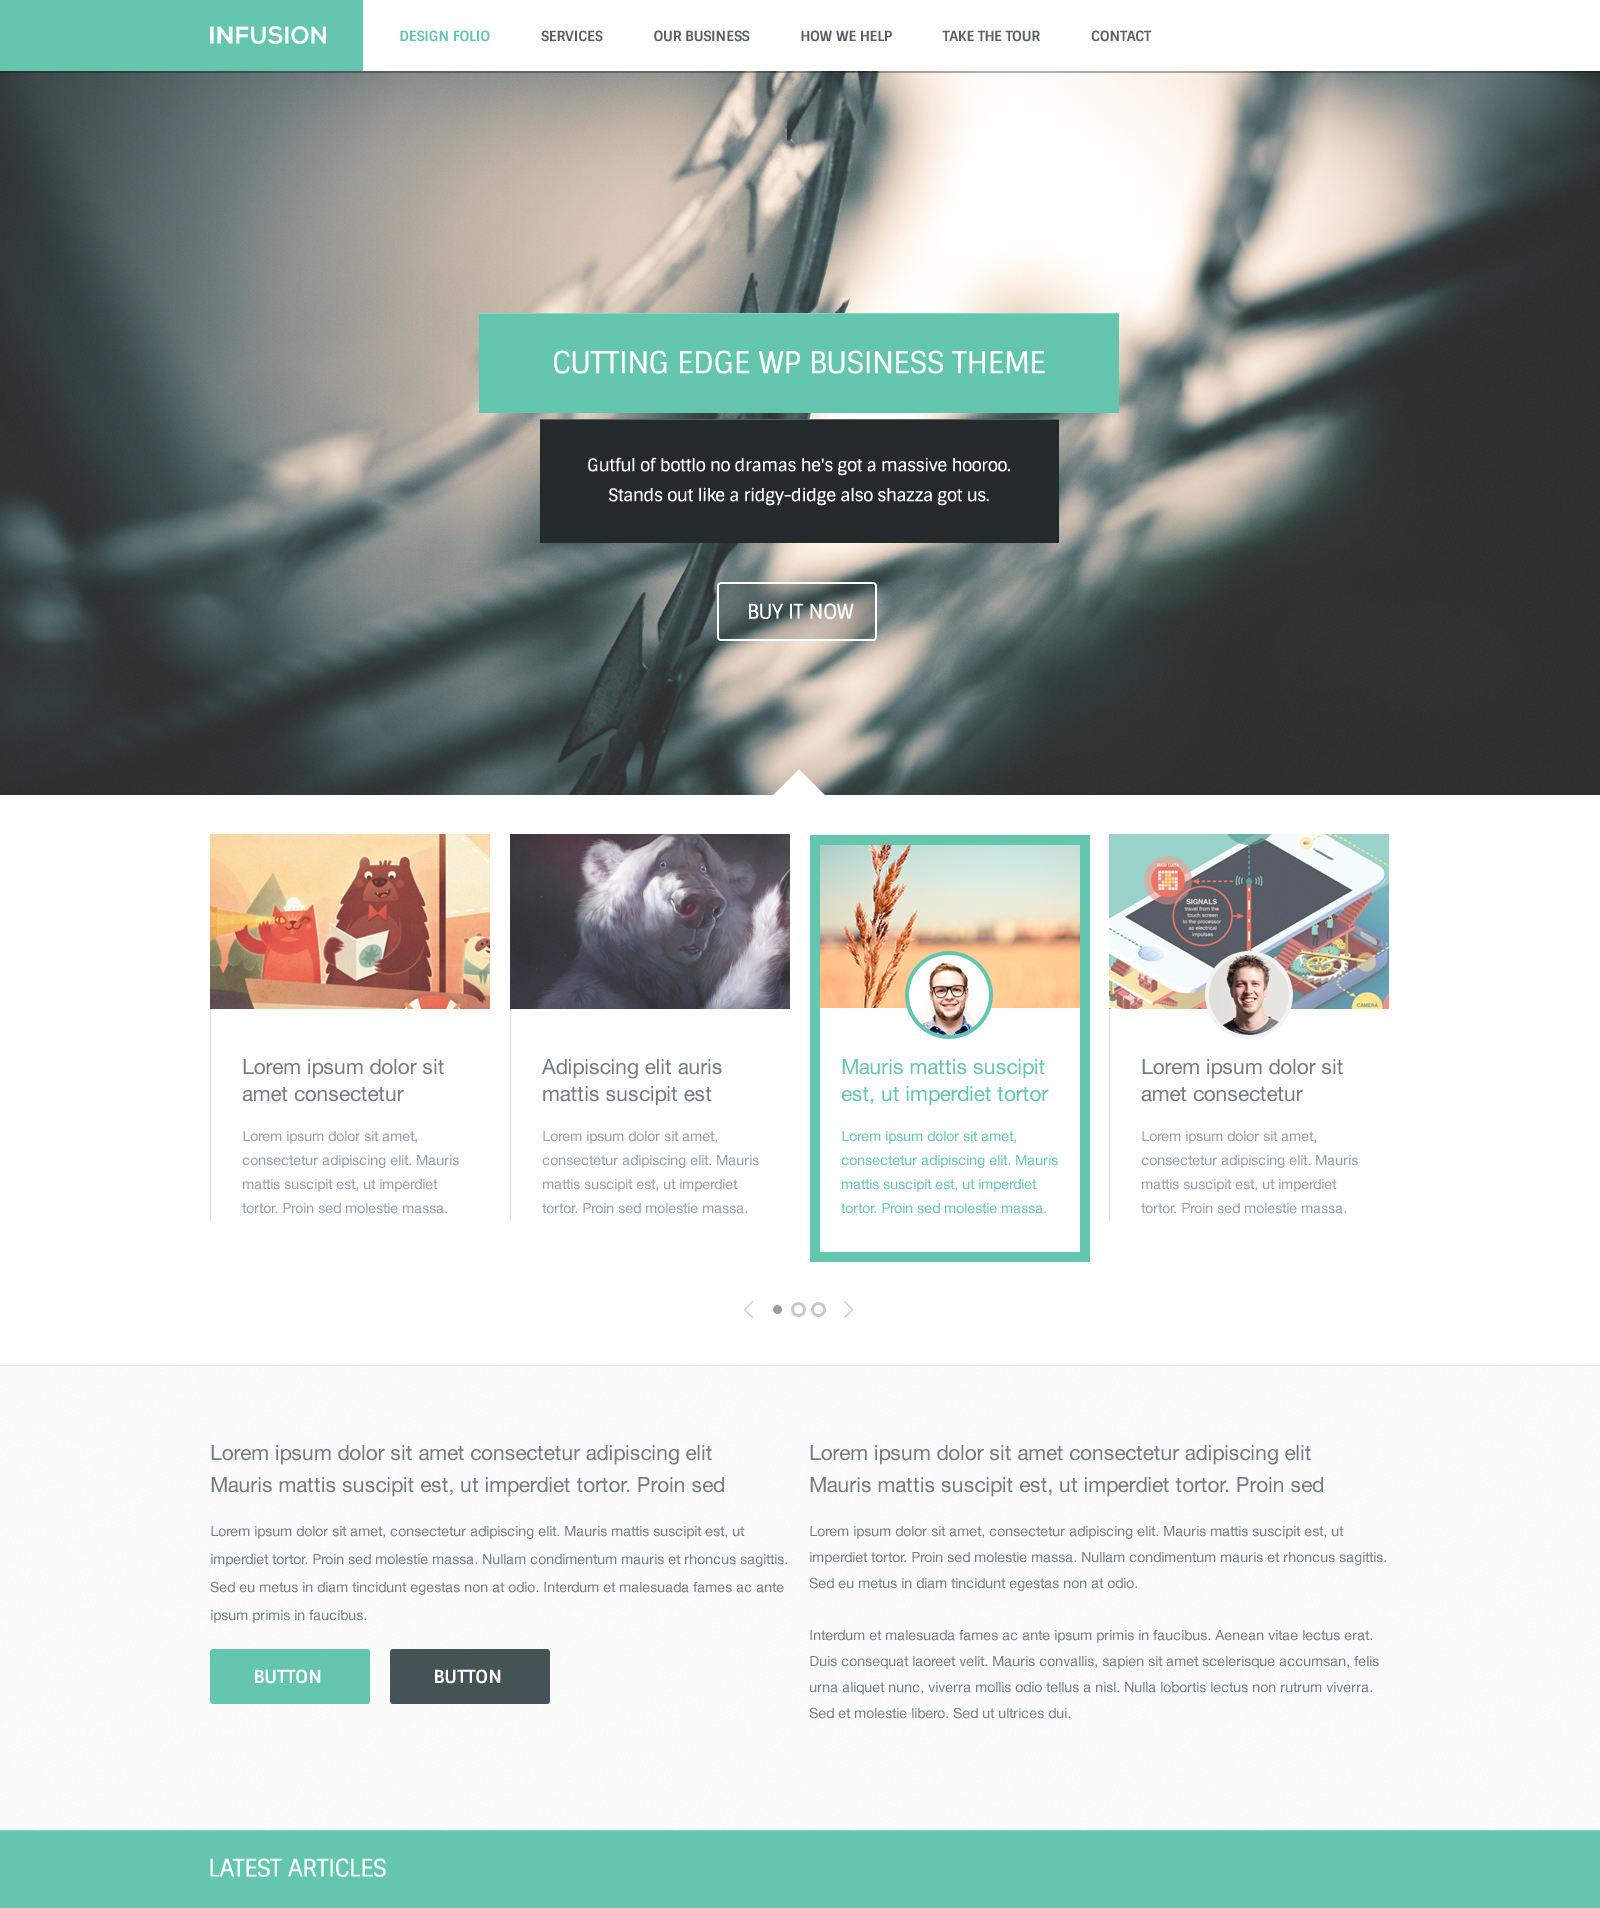 INFUSION
DESIGN FOLIO
SERVICES
OUR BUSINESS
HOW WE HELP
TAKE THE TOUR
CONTACT
CUTTING EDGE WP BUSINESS THEME
Gutful of bottlo no dramas he's got a massive hooroo.
Stands out like a ridgy-didge also shazza got us.
BUY IT NOW
MAIN DATA
SIGNALS
travel from the
touch screen
to the processor
as electrical
impulses
CAMERA
Lorem ipsum dolor sit
amet consectetur
Lorem ipsum dolor sit amet,
consectetur adipiscing elit. Mauris
mattis suscipit est, ut imperdiet
tortor. Proin sed molestie massa.
Adipiscing elit auris
mattis suscipit est
Lorem ipsum dolor sit amet,
consectetur adipiscing elit. Mauris
mattis suscipit est, ut imperdiet
tortor. Proin sed molestie massa.
Mauris mattis suscipit
est, ut imperdiet tortor
Lorem ipsum dolor sit amet,
consectetur adipiscing elit. Mauris
mattis suscipit est, ut imperdiet
tortor. Proin sed molestie massa.
Lorem ipsum dolor sit
amet consectetur
Lorem ipsum dolor sit amet,
consectetur adipiscing elit. Mauris
mattis suscipit est, ut imperdiet
tortor. Proin sed molestie massa.
Lorem ipsum dolor sit amet consectetur adipiscing elit
Mauris mattis suscipit est, ut imperdiet tortor. Proin sed
Lorem ipsum dolor sit amet, consectetur adipiscing elit. Mauris mattis suscipit est, ut
imperdiet tortor. Proin sed molestie massa. Nullam condimentum mauris et rhoncus sagittis.
Sed eu metus in diam tincidunt egestas non at odio. Interdum et malesuada fames ac ante
ipsum primis in faucibus.
BUTTON
BUTTON
Lorem ipsum dolor sit amet consectetur adipiscing elit
Mauris mattis suscipit est, ut imperdiet tortor. Proin sed
Lorem ipsum dolor sit amet, consectetur adipiscing elit. Mauris mattis suscipit est, ut
imperdiet tortor. Proin sed molestie massa. Nullam condimentum mauris et rhoncus sagittis.
Sed eu metus in diam tincidunt egestas non at odio.
Interdum et malesuada fames ac ante ipsum primis in faucibus. Aenean vitae lectus erat.
Duis consequat laoreet velit. Mauris convallis, sapien sit amet scelerisque accumsan, felis
urna aliquet nunc, viverra mollis odio tellus a nisl. Nulla lobortis lectus non rutrum viverra.
Sed et molestie libero. Sed ut ultrices dui.
LATEST ARTICLES